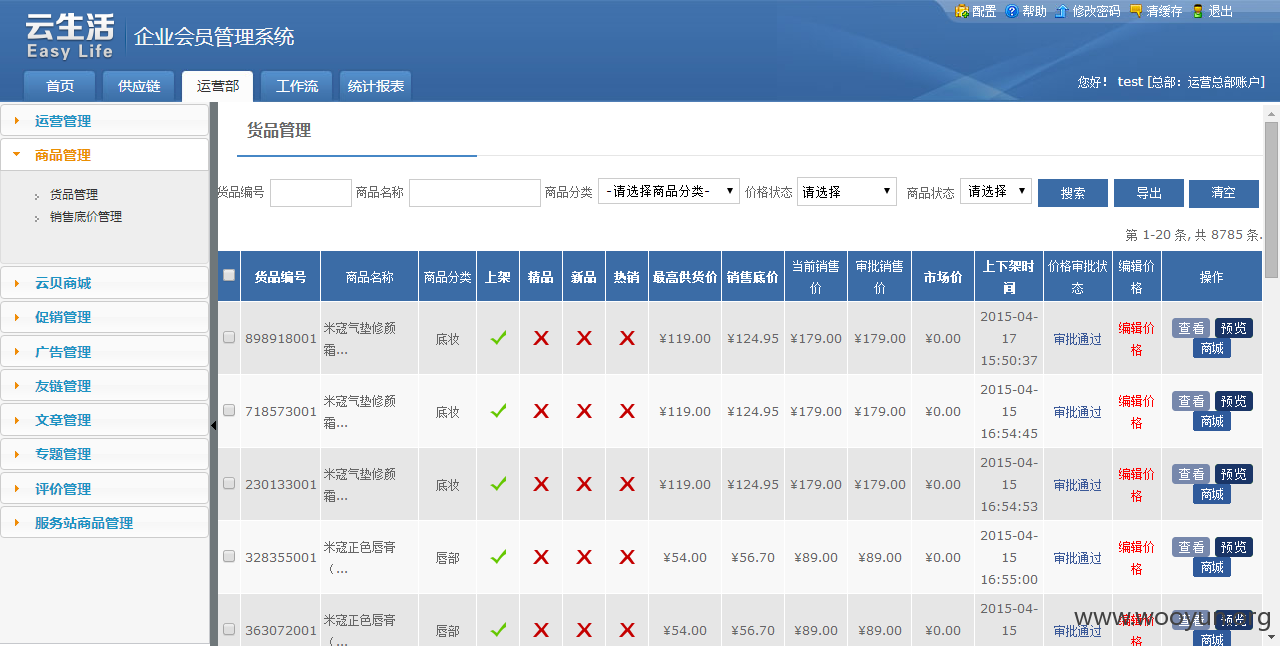 配置 帮助 修改密码 清缓存 退出
云生活 企业会员管理系统
Easy Life
首页 供应链 运营部 工作流 统计报表
您好! test [总部: 运营总部账户]
运营管理
商品管理
货品管理
销售底价管理
云贝商城
促销管理
广告管理
友链管理
文章管理
专题管理
评价管理
服务站商品管理
货品管理
货品编号 商品名称 商品分类 -请选择商品分类- 价格状态 请选择 商品状态 请选择 搜索 导出 清空
第 1-20 条, 共 8785 条.
货品编号 商品名称 商品分类 上架 精品 新品 热销 最高供货价 销售底价 当前销售价 审批销售价 市场价 上下架时间 价格审批状态 编辑价格 操作
898918001 米寇气垫修颜霜... 底妆 ¥119.00 ¥124.95 ¥179.00 ¥179.00 ¥0.00 2015-04-17 15:50:37 审批通过 编辑价格 查看 预览 商城
718573001 米寇气垫修颜霜... 底妆 ¥119.00 ¥124.95 ¥179.00 ¥179.00 ¥0.00 2015-04-15 16:54:45 审批通过 编辑价格 查看 预览 商城
230133001 米寇气垫修颜霜... 底妆 ¥119.00 ¥124.95 ¥179.00 ¥179.00 ¥0.00 2015-04-15 16:54:53 审批通过 编辑价格 查看 预览 商城
328355001 米寇正色唇膏(... 唇部 ¥54.00 ¥56.70 ¥89.00 ¥89.00 ¥0.00 2015-04-15 16:55:00 审批通过 编辑价格 查看 预览 商城
363072001 米寇正色唇膏(... 唇部 ¥54.00 ¥56.70 ¥89.00 ¥89.00 ¥0.00 2015-04-15 审批通过 编辑价格 查看 预览 商城
www.wooyun.org